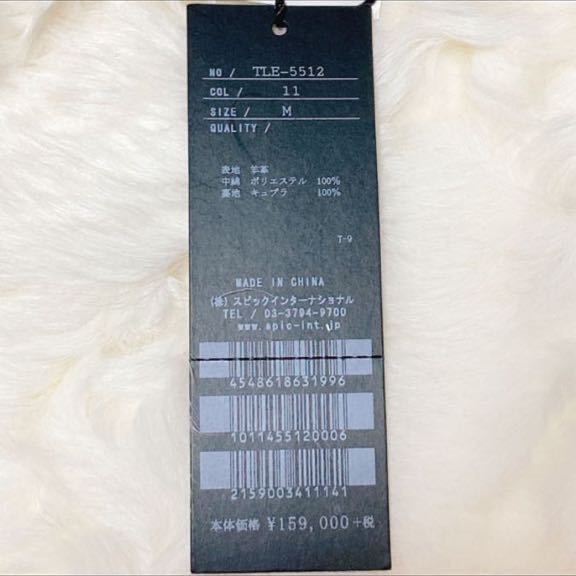 NO / TLE-5512
COL / 11
SIZE / M
QUALITY /
表地 羊革
中綿 ポリエステル 100%
裏地 キュプラ 100%
T-9
MADE IN CHINA
(株)スピックインターナショナル
TEL / 03-3794-9700
www.spic-int.jp
4548618631996
1011455120006
2159003411141
本体価格 ¥159,000+税